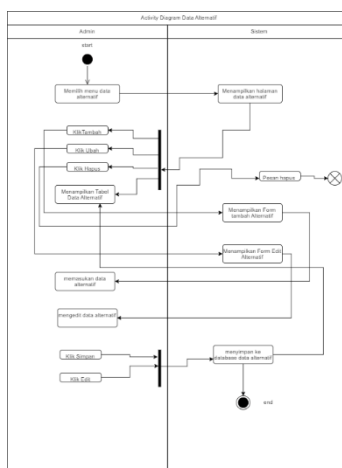 Activity Diagram Data Alternatif
Admin
Sistem
start
Memilih menu data
alternatif
Menampilkan halaman
data alternatif
KlikTambah
Klik Ubah
Klik Hapus
Menampilkan Tabel
Data Alternatif
Pesan hapus
Menampilkan Form
tambah Alternatif
Menampilkan Form Edit
Alternatif
memasukan data
alternatif
mengedit data alternatif
Klik Simpan
Klik Edit
menyimpan ke
database data alternatif
end